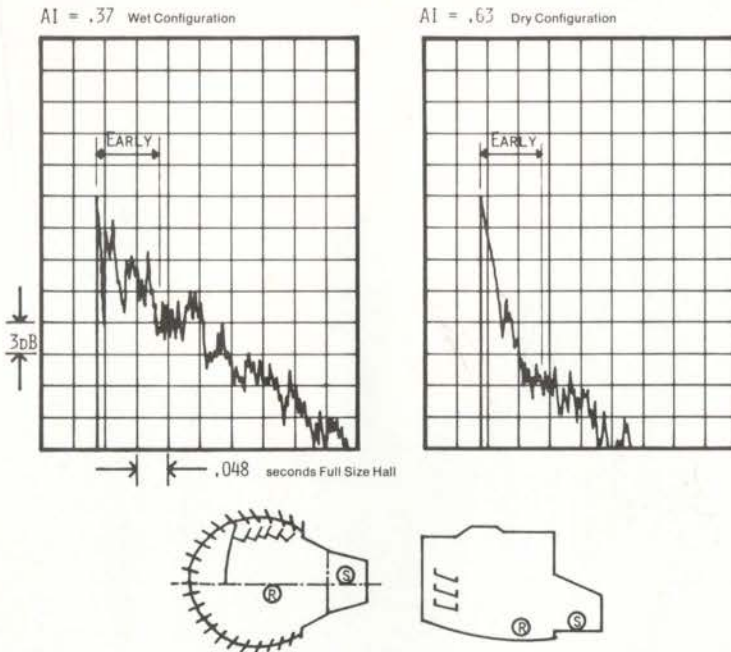 AI = .37 Wet Configuration
AI = .63 Dry Configuration
EARLY
EARLY
3DB
.048 seconds Full Size Hall
S
R
R
S